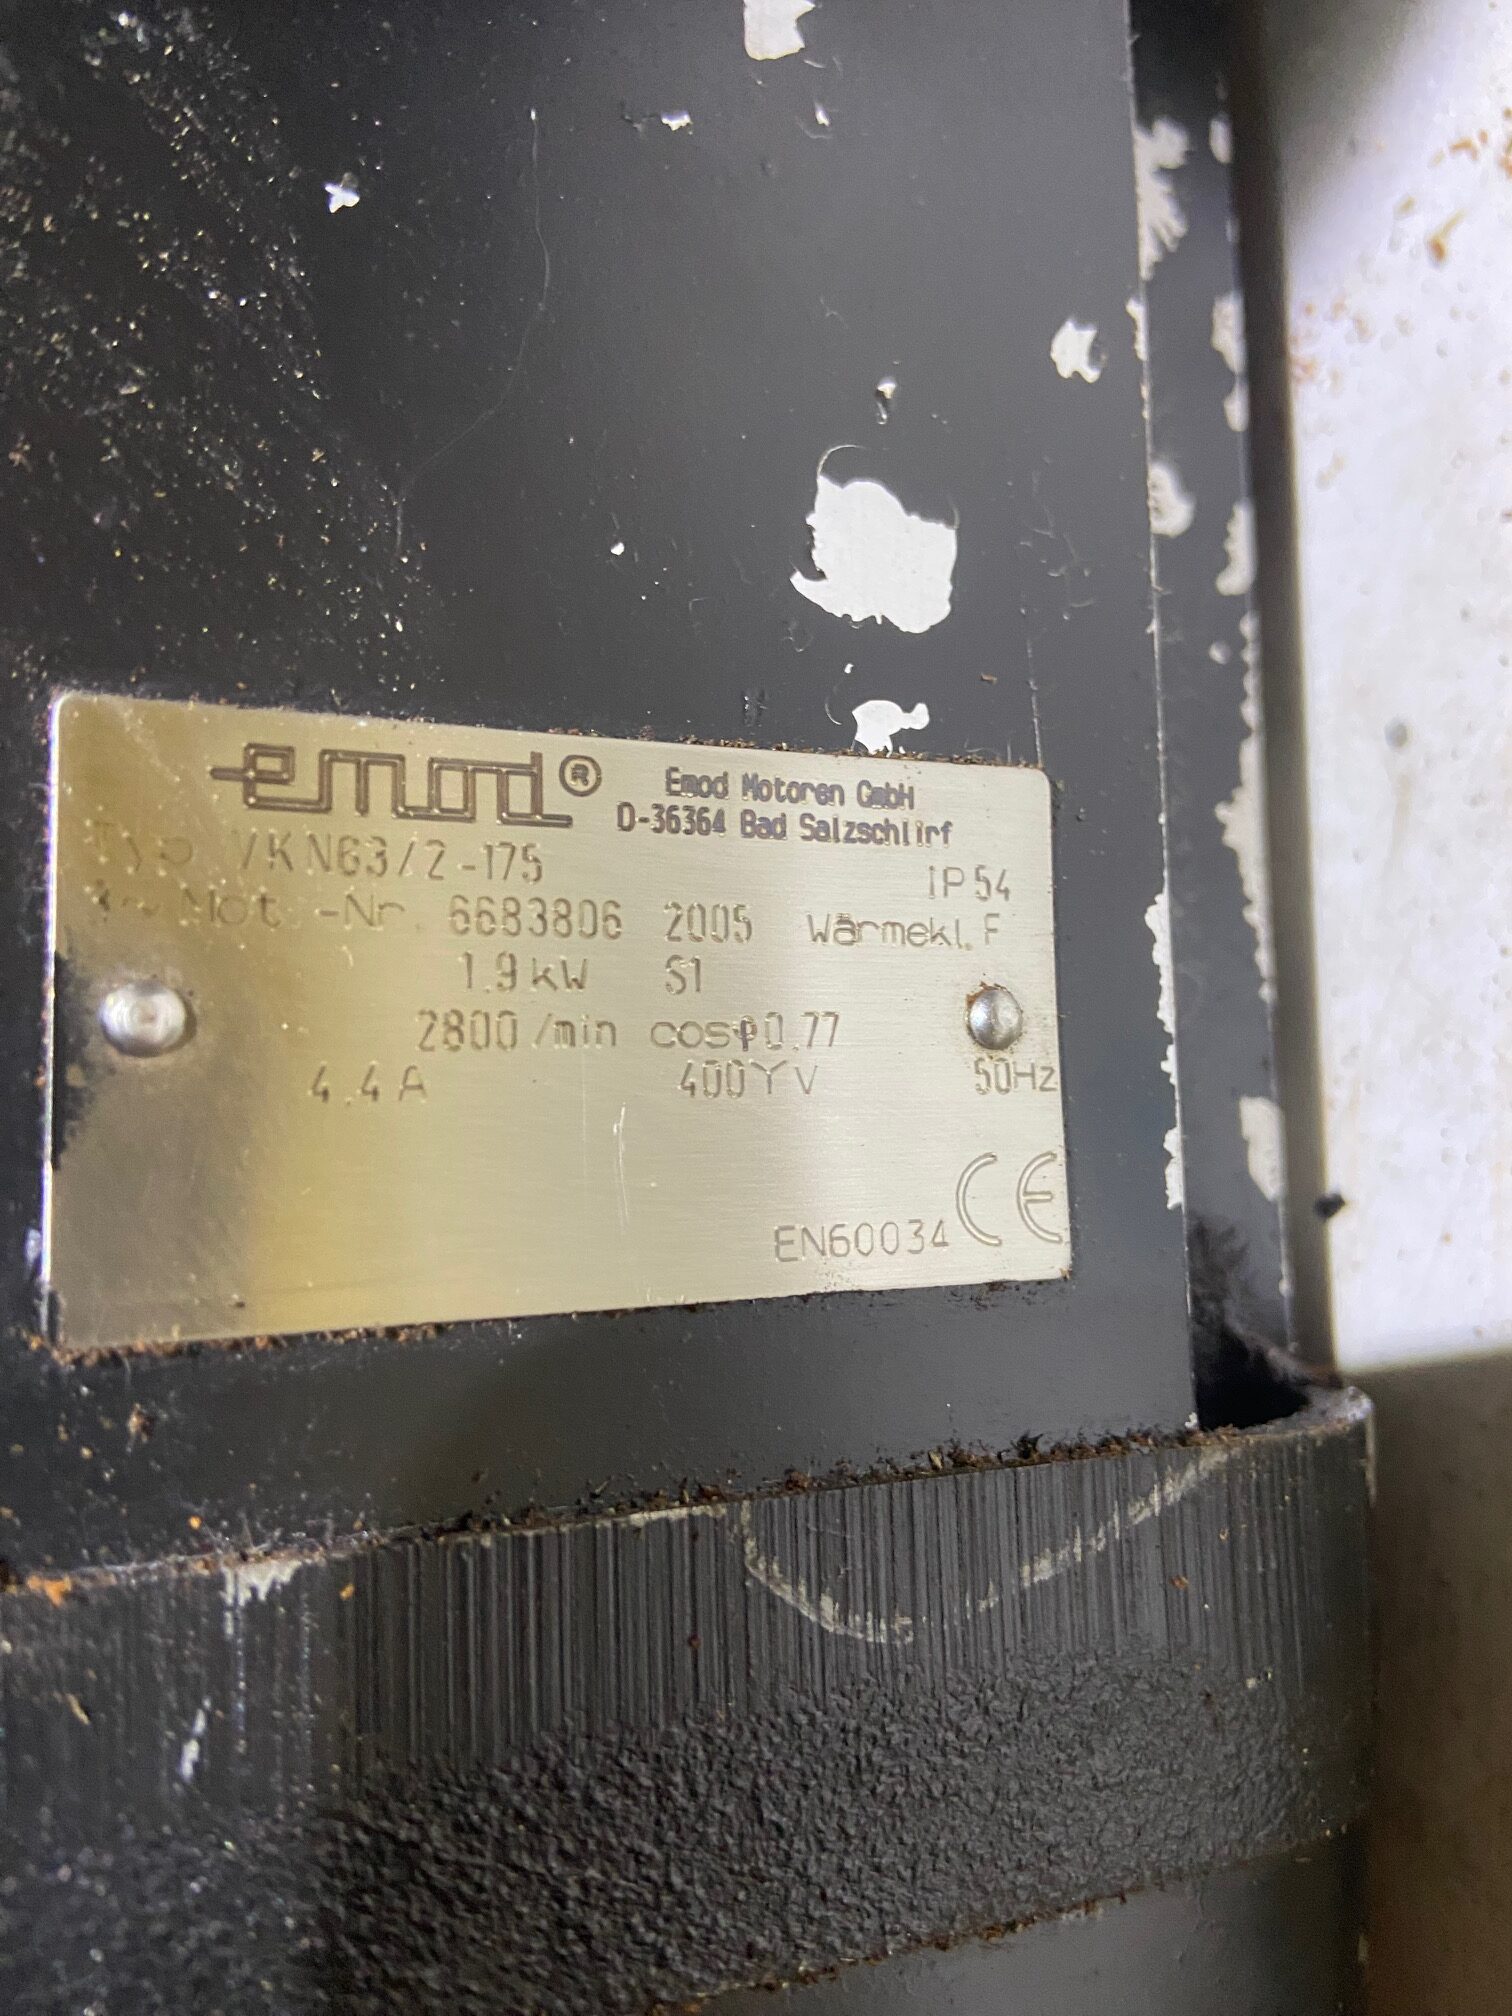 emod®
Emod Motoren GmbH
D-36364 Bad Salzschlirf
Typ VKN63/2-175
IP54
Mot.-Nr. 6683806 2005 Wärmekl. F
1.9kW S1
2800/min cosφ0.77
4.4A 400YV 50Hz
EN60034 CE